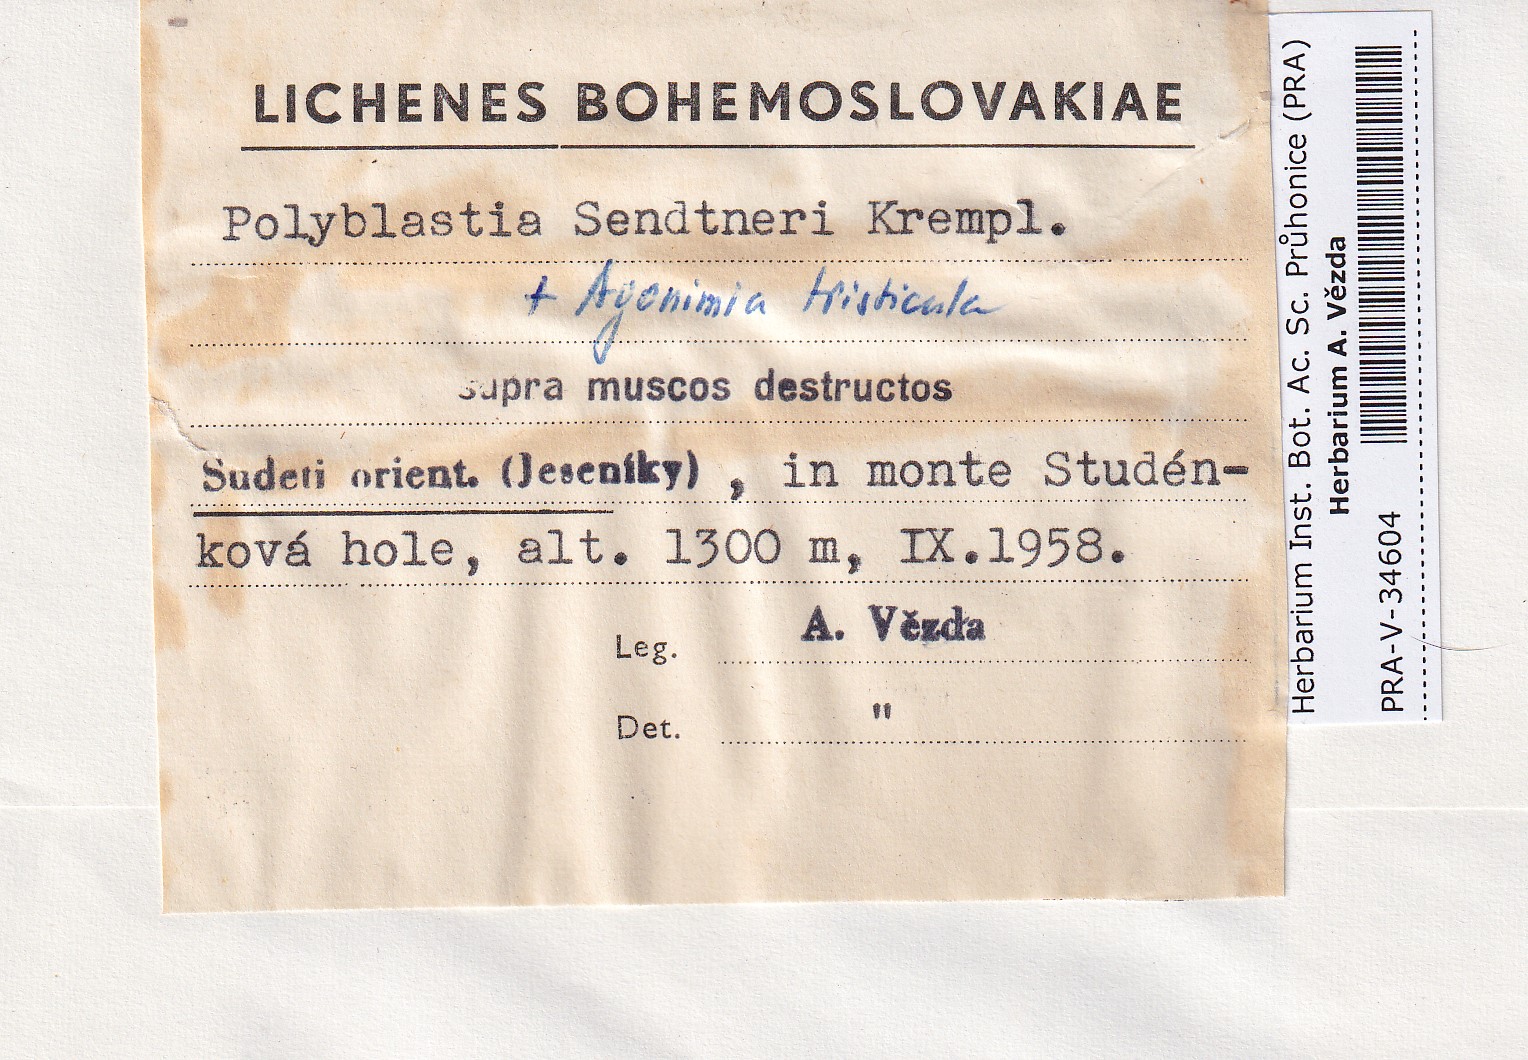 LICHENES BOHEMOSLOVAKIAE
Polyblastia Sendtneri Krempl.
+ Agonimia tristicula
supra muscos destructos
Sudeti orient. (Jeseníky) , in monte Studén-
ková hole, alt. 1300 m, IX.1958.
Leg. A. Vězda
Det. "
Herbarium Inst. Bot. Ac. Sc. Průhonice (PRA)
Herbarium A. Vězda
PRA-V-34604